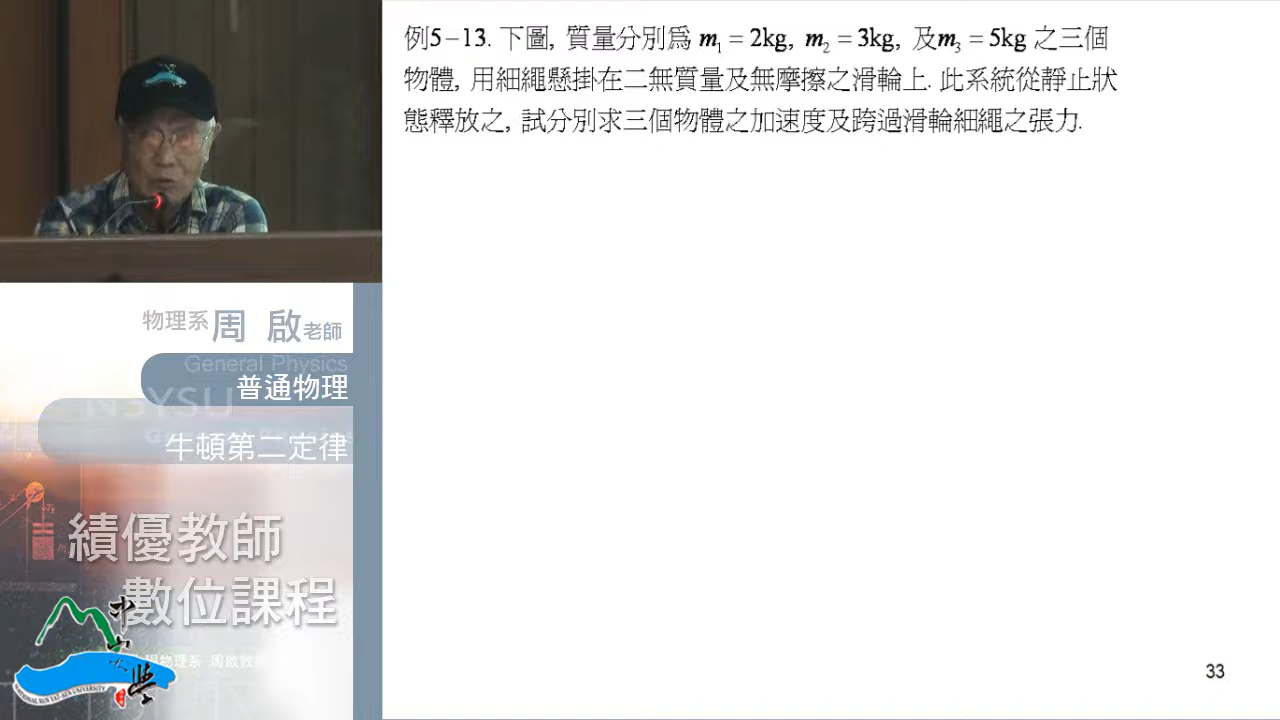 例5-13. 下圖, 質量分別爲 m₁ = 2kg, m₂ = 3kg, 及m₃ = 5kg 之三個
物體, 用細繩懸掛在二無質量及無摩擦之滑輪上. 此系統從靜止狀
態釋放之, 試分別求三個物體之加速度及跨過滑輪細繩之張力.
物理系 周 啟 老師
General Physics
普通物理
NSYSU
牛頓第二定律
績優教師
數位課程
33